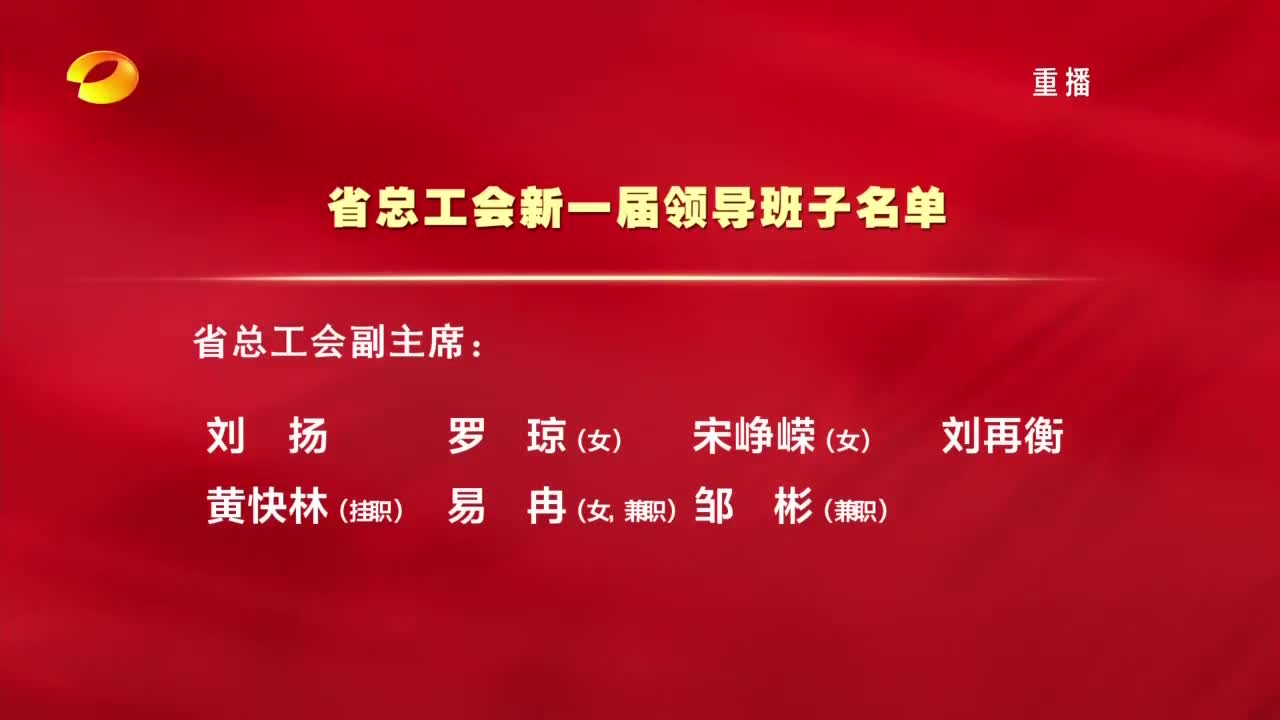 重播
省总工会新一届领导班子名单
省总工会副主席：
刘　扬　罗　琼（女）　宋峥嵘（女）　刘再衡
黄快林（挂职）　易　冉（女，兼职）　邹　彬（兼职）